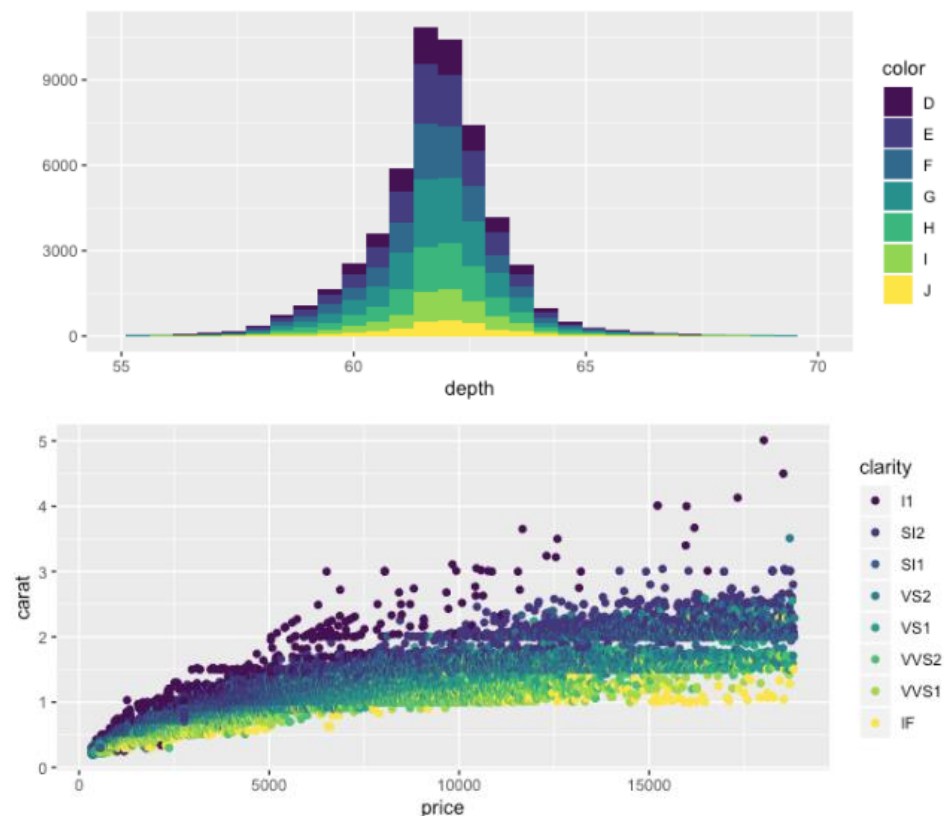 color
D
E
F
G
H
I
J
9000
6000
3000
0
55 60 65 70
depth
clarity
I1
SI2
SI1
VS2
VS1
VVS2
VVS1
IF
carat
5
4
3
2
1
0
0 5000 10000 15000
price